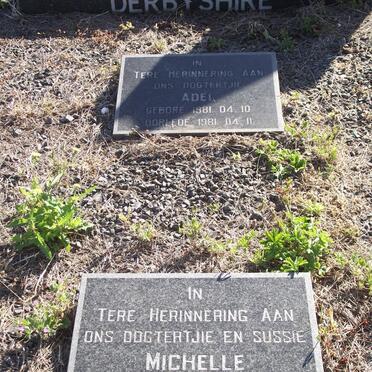 DERBYSHIRE
IN
TERE HERINNERING AAN
ONS DOGTERTJIE
ADEL
GEBORE 1981.04.10
OORLEDE 1981.04.11
IN
TERE HERINNERING AAN
ONS DOGTERTJIE EN SUSSIE
MICHELLE